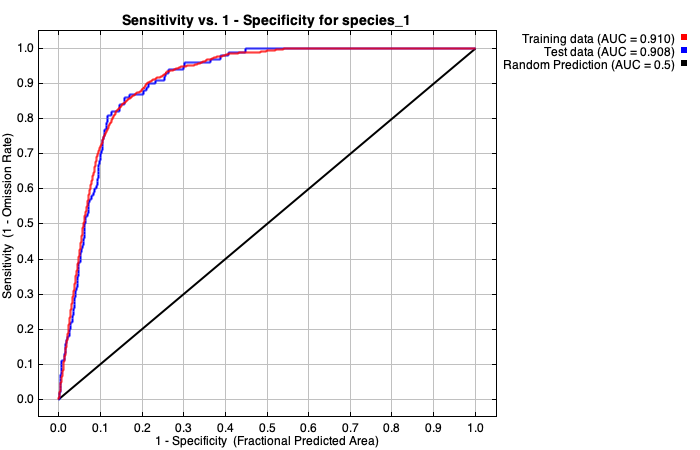 Sensitivity vs. 1 - Specificity for species_1
Training data (AUC = 0.910)
Test data (AUC = 0.908)
Random Prediction (AUC = 0.5)
Sensitivity (1 - Omission Rate)
1.0
0.9
0.8
0.7
0.6
0.5
0.4
0.3
0.2
0.1
0.0
0.0 0.1 0.2 0.3 0.4 0.5 0.6 0.7 0.8 0.9 1.0
1 - Specificity (Fractional Predicted Area)